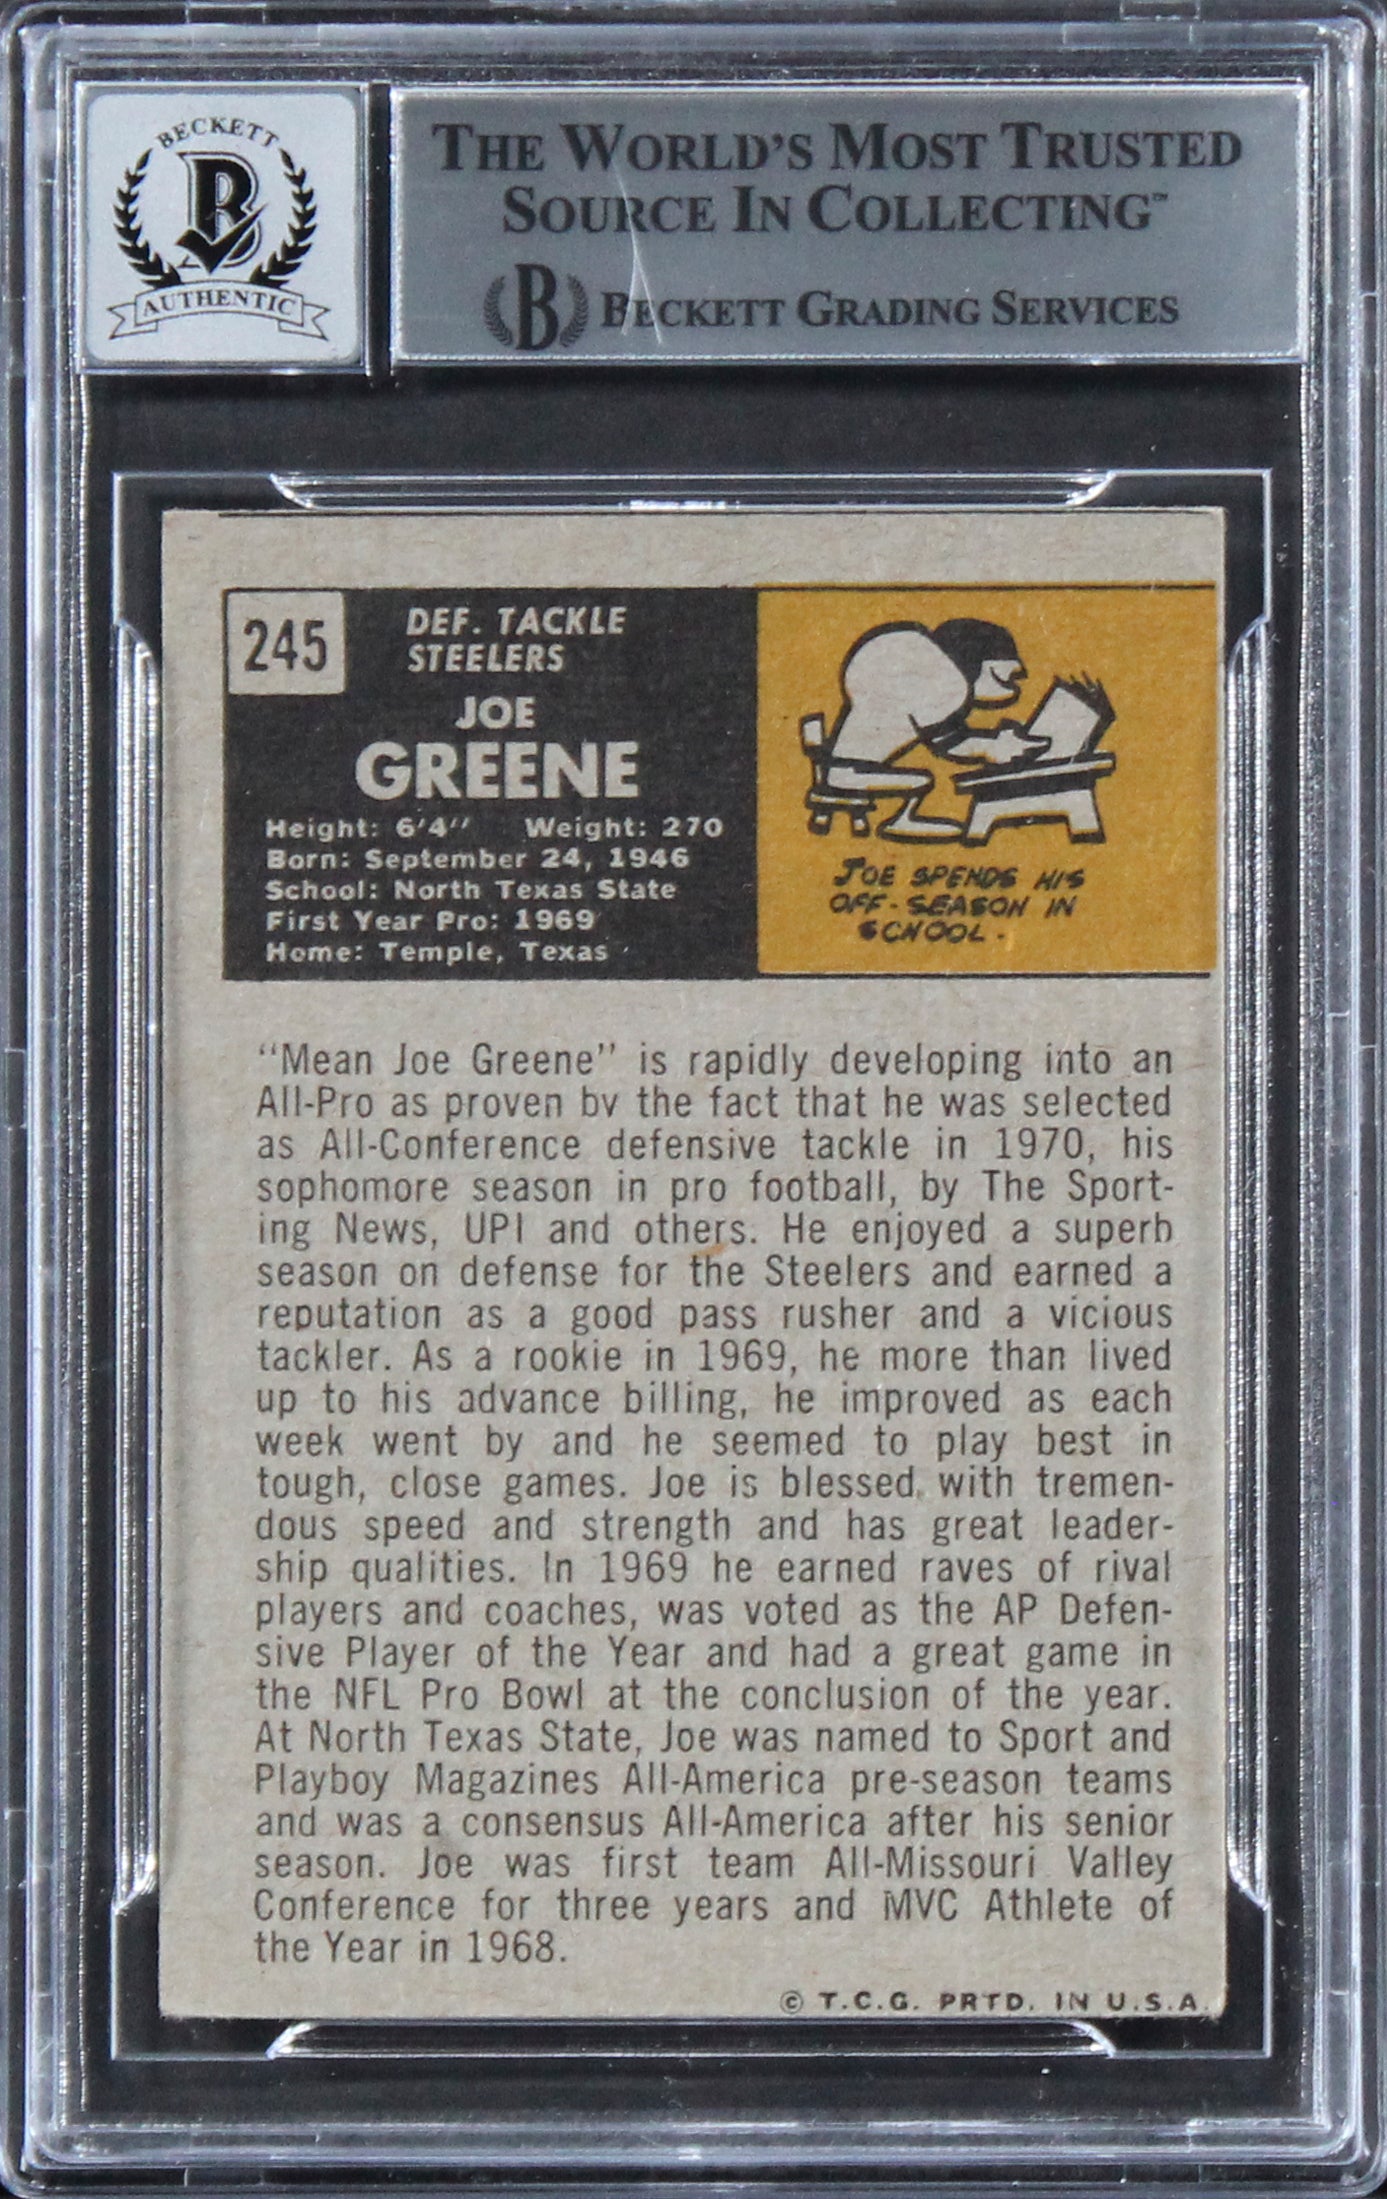 BECKETT
B
AUTHENTIC
THE WORLD'S MOST TRUSTED
SOURCE IN COLLECTING™
B BECKETT GRADING SERVICES
245
DEF. TACKLE
STEELERS
JOE
GREENE
Height: 6'4" Weight: 270
Born: September 24, 1946
School: North Texas State
First Year Pro: 1969
Home: Temple, Texas
JOE SPENDS HIS
OFF-SEASON IN
SCHOOL.
"Mean Joe Greene" is rapidly developing into an
All-Pro as proven by the fact that he was selected
as All-Conference defensive tackle in 1970, his
sophomore season in pro football, by The Sport-
ing News, UPI and others. He enjoyed a superb
season on defense for the Steelers and earned a
reputation as a good pass rusher and a vicious
tackler. As a rookie in 1969, he more than lived
up to his advance billing, he improved as each
week went by and he seemed to play best in
tough, close games. Joe is blessed with tremen-
dous speed and strength and has great leader-
ship qualities. In 1969 he earned raves of rival
players and coaches, was voted as the AP Defen-
sive Player of the Year and had a great game in
the NFL Pro Bowl at the conclusion of the year.
At North Texas State, Joe was named to Sport and
Playboy Magazines All-America pre-season teams
and was a consensus All-America after his senior
season. Joe was first team All-Missouri Valley
Conference for three years and MVC Athlete of
the Year in 1968.
© T.C.G. PRTD. IN U.S.A.